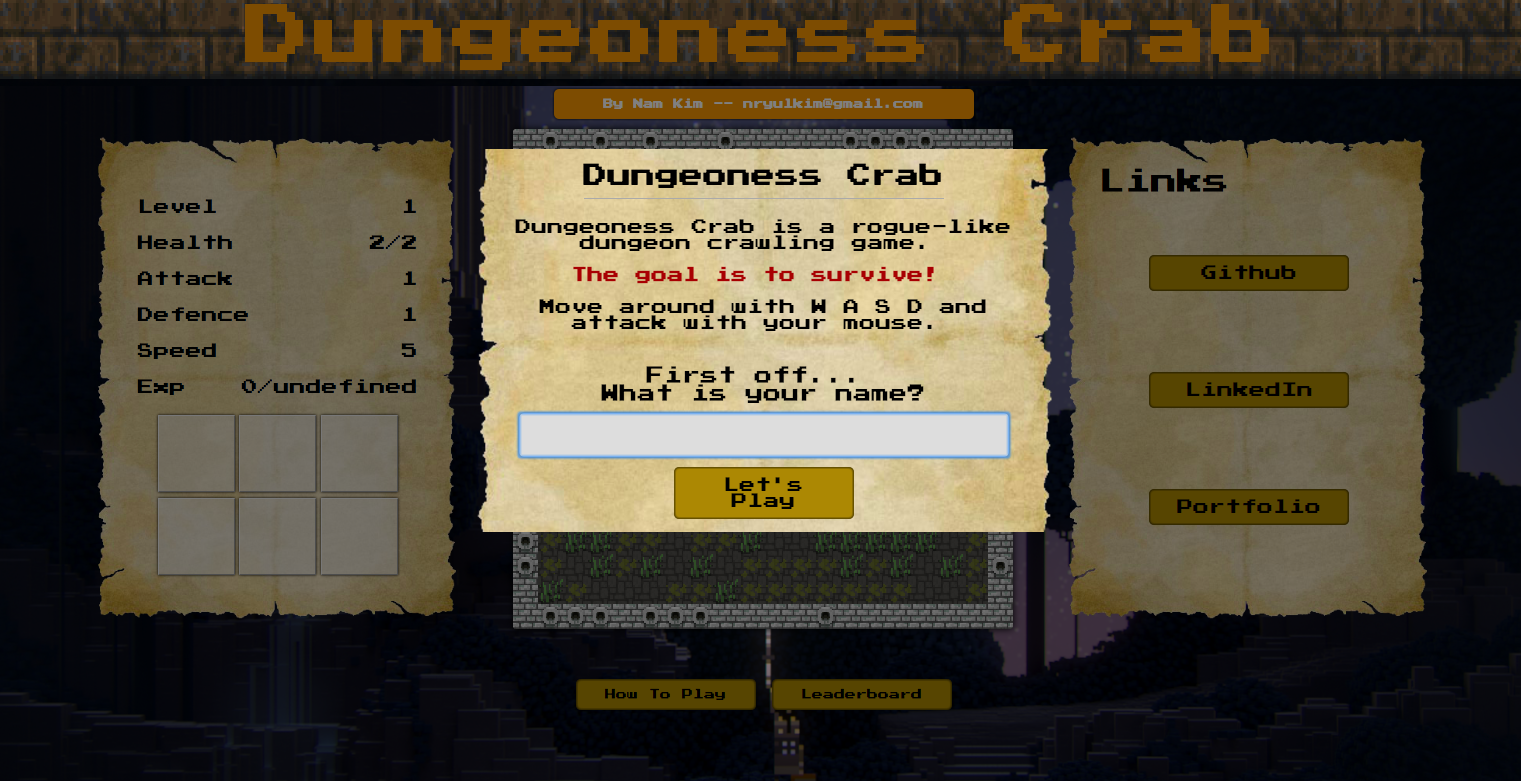 Dungeoness Crab
By Nam Kim -- nryulkim@gmail.com
Level 1
Health 2/2
Attack 1
Defence 1
Speed 5
Exp 0/undefined
Dungeoness Crab
Dungeoness Crab is a rogue-like
dungeon crawling game.
The goal is to survive!
Move around with W A S D and
attack with your mouse.
First off...
What is your name?
Let's
Play
Links
Github
LinkedIn
Portfolio
How To Play
Leaderboard